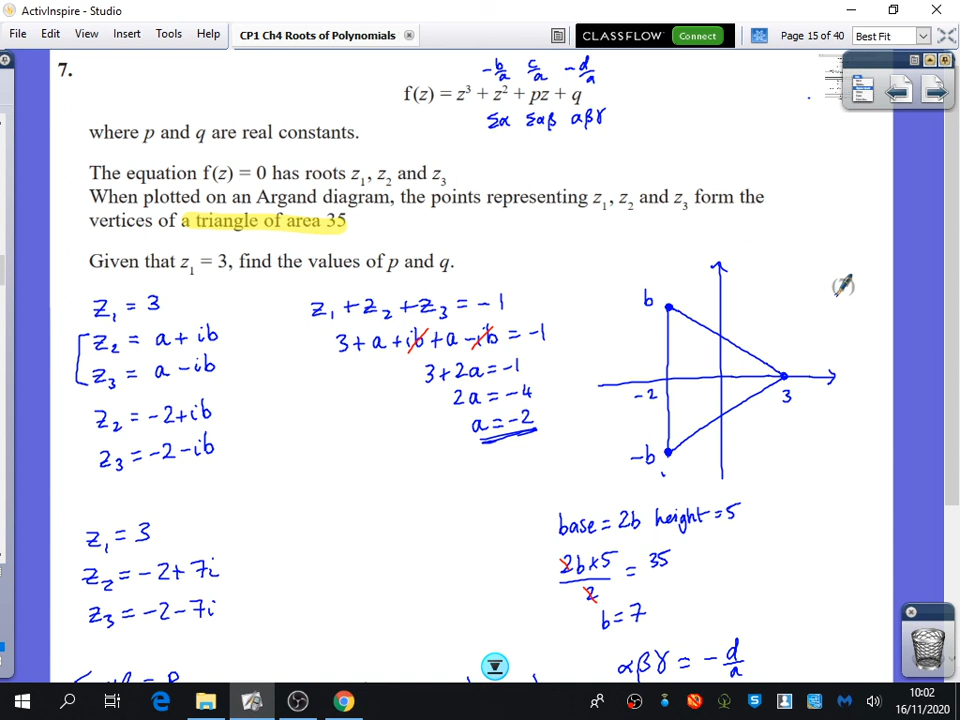 ActivInspire - Studio
File Edit View Insert Tools Help
CP1 Ch4 Roots of Polynomials
CLASSFLOW Connect
Page 15 of 40
Best Fit
7.
-b/a c/a -d/a
f(z) = z³ + z² + pz + q
Σα Σαβ αβγ
where p and q are real constants.
The equation f(z) = 0 has roots z₁, z₂ and z₃
When plotted on an Argand diagram, the points representing z₁, z₂ and z₃ form the
vertices of a triangle of area 35
Given that z₁ = 3, find the values of p and q.
z₁ = 3
z₂ = a + ib
z₃ = a - ib
z₂ = -2+ib
z₃ = -2-ib
z₁ + z₂ + z₃ = -1
3 + a + ib + a - ib = -1
3 + 2a = -1
2a = -4
a = -2
b
-2
3
-b
z₁ = 3
z₂ = -2 + 7i
z₃ = -2 - 7i
base = 2b height = 5
2b×5/2 = 35
b = 7
αβγ = -d/a
10:02
16/11/2020